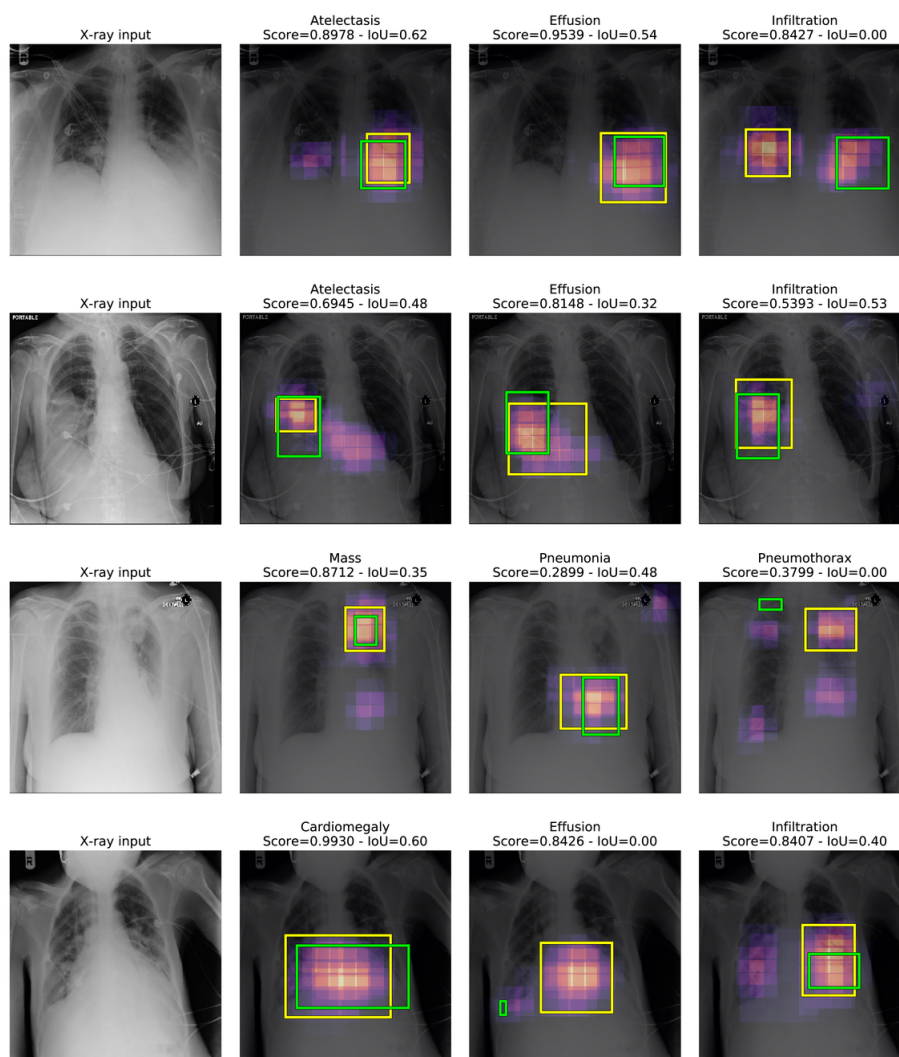 X-ray input
Atelectasis
Score=0.8978 - IoU=0.62
Effusion
Score=0.9539 - IoU=0.54
Infiltration
Score=0.8427 - IoU=0.00
X-ray input
Atelectasis
Score=0.6945 - IoU=0.48
Effusion
Score=0.8148 - IoU=0.32
Infiltration
Score=0.5393 - IoU=0.53
PORTABLE
PORTABLE
PORTABLE
PORTABLE
X-ray input
Mass
Score=0.8712 - IoU=0.35
Pneumonia
Score=0.2899 - IoU=0.48
Pneumothorax
Score=0.3799 - IoU=0.00
X-ray input
Cardiomegaly
Score=0.9930 - IoU=0.60
Effusion
Score=0.8426 - IoU=0.00
Infiltration
Score=0.8407 - IoU=0.40